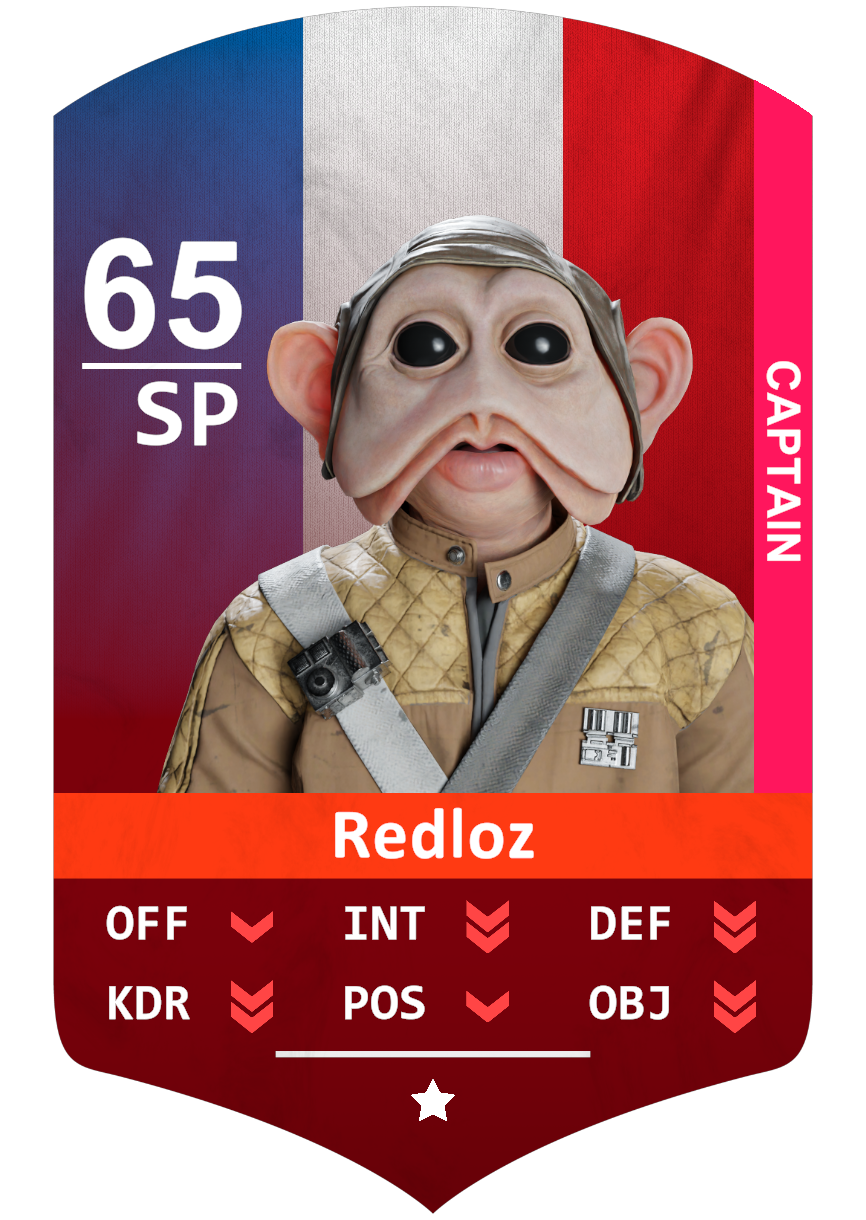 65
SP
CAPTAIN
Redloz
OFF INT DEF
KDR POS OBJ